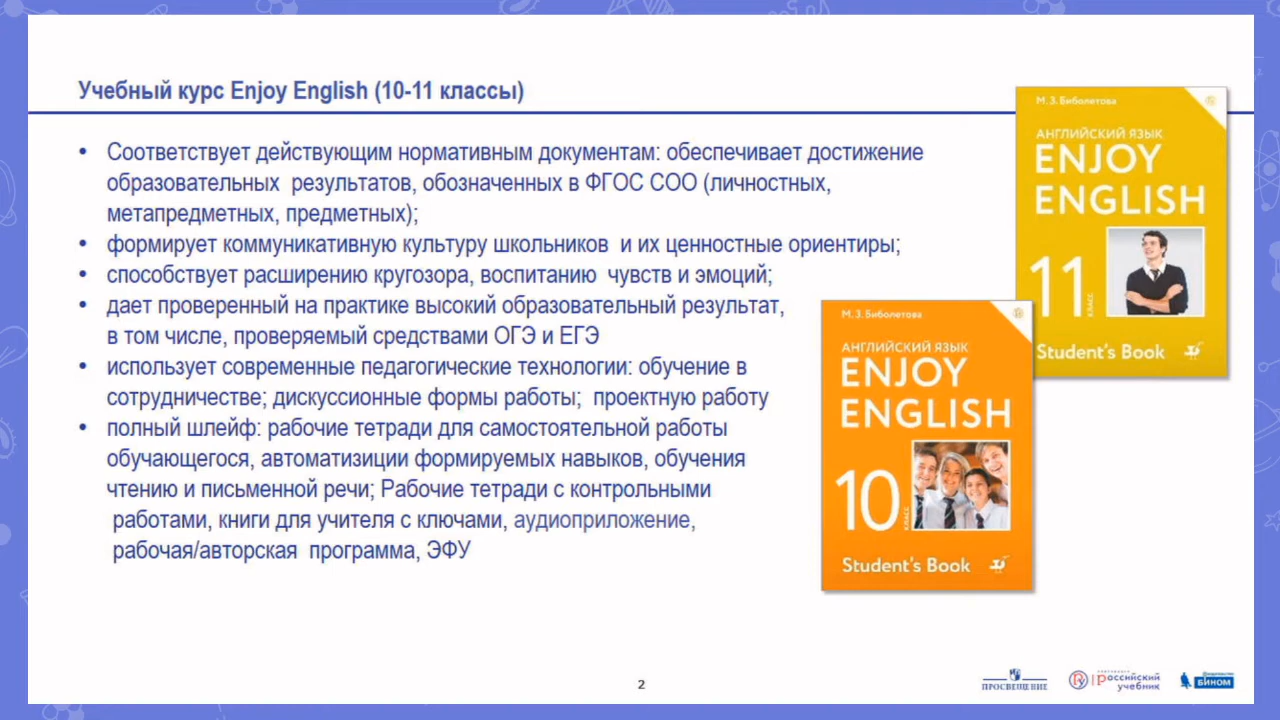 Учебный курс Enjoy English (10-11 классы)
• Соответствует действующим нормативным документам: обеспечивает достижение
образовательных результатов, обозначенных в ФГОС СОО (личностных,
метапредметных, предметных);
• формирует коммуникативную культуру школьников и их ценностные ориентиры;
• способствует расширению кругозора, воспитанию чувств и эмоций;
• дает проверенный на практике высокий образовательный результат,
в том числе, проверяемый средствами ОГЭ и ЕГЭ
• использует современные педагогические технологии: обучение в
сотрудничестве; дискуссионные формы работы; проектную работу
• полный шлейф: рабочие тетради для самостоятельной работы
обучающегося, автоматизиции формируемых навыков, обучения
чтению и письменной речи; Рабочие тетради с контрольными
работами, книги для учителя с ключами, аудиоприложение,
рабочая/авторская программа, ЭФУ
М. З. Биболетова
АНГЛИЙСКИЙ ЯЗЫК
ENJOY
ENGLISH
11
КЛАСС
Student's Book
М. З. Биболетова
АНГЛИЙСКИЙ ЯЗЫК
ENJOY
ENGLISH
10
КЛАСС
Student's Book
2
ПРОСВЕЩЕНИЕ
Российский
учебник
БИНОМ